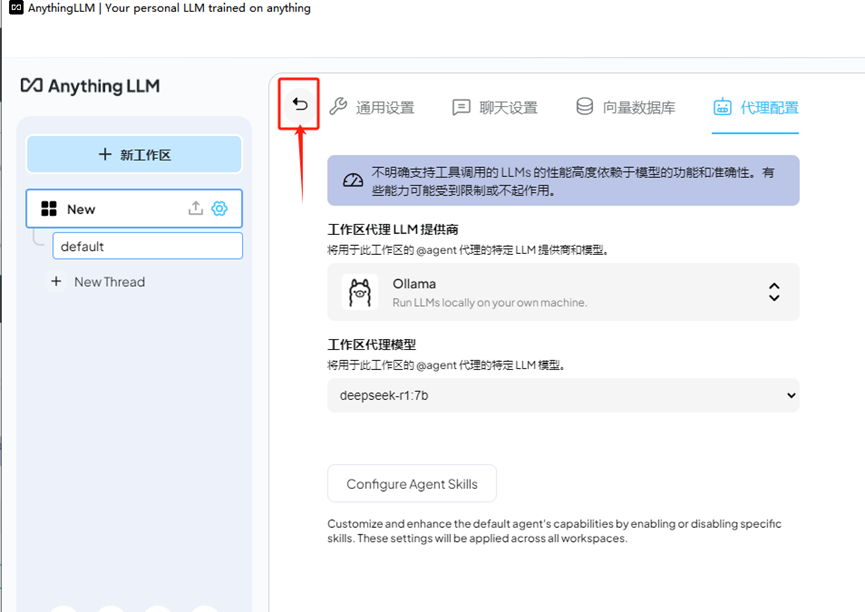 AnythingLLM | Your personal LLM trained on anything
Anything LLM
通用设置
聊天设置
向量数据库
代理配置
新工作区
New
default
New Thread
不明确支持工具调用的 LLMs 的性能高度依赖于模型的功能和准确性。有
些能力可能受到限制或不起作用。
工作区代理 LLM 提供商
将用于此工作区的 @agent 代理的特定 LLM 提供商和模型。
Ollama
Run LLMs locally on your own machine.
工作区代理模型
将用于此工作区的 @agent 代理的特定 LLM 模型。
deepseek-r1:7b
Configure Agent Skills
Customize and enhance the default agent's capabilities by enabling or disabling specific
skills. These settings will be applied across all workspaces.